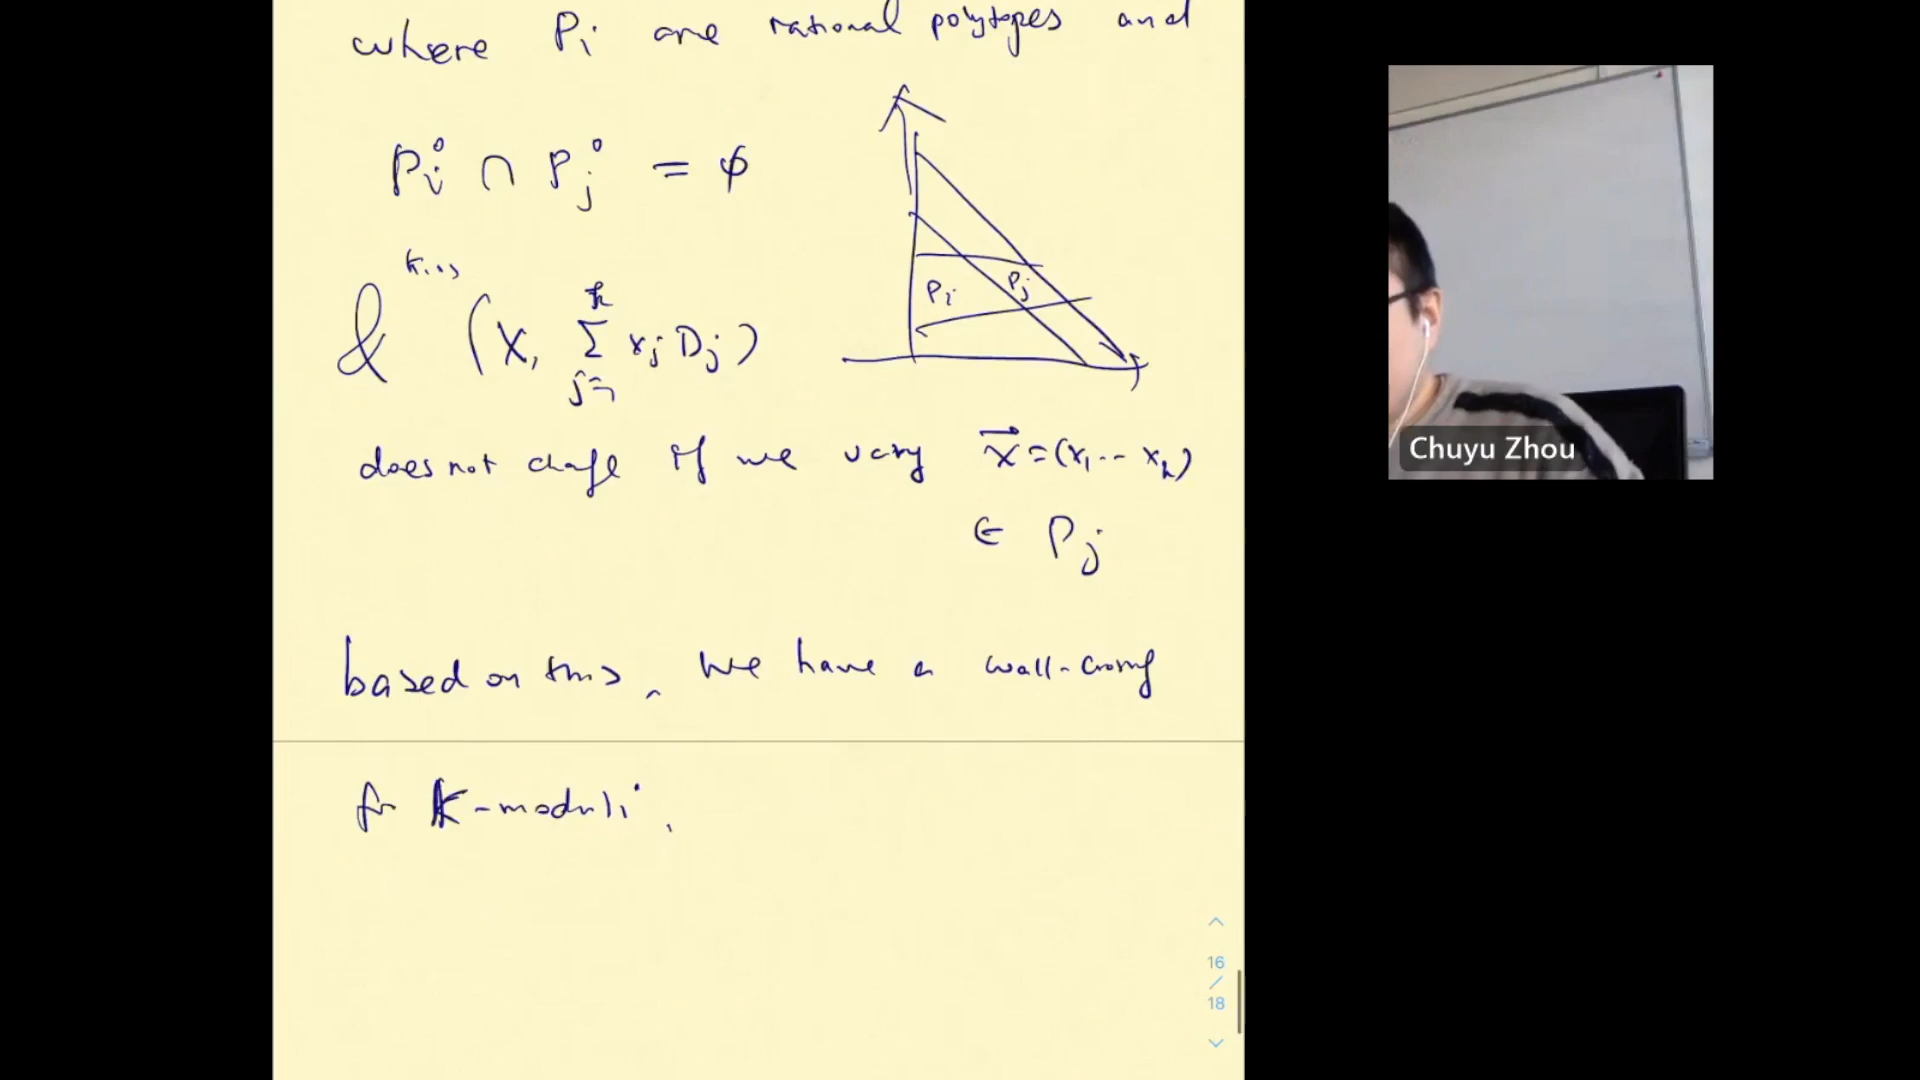 where Pi are rational polytopes and
Pi° ∩ Pj° = ϕ
Pi Pj
& (X, Σ xj Dj)
k
j=1
does not change if we vary x⃗ = (x1 ... xk)
∈ Pj
based on this, we have a wall-crossing
for K-moduli.
16
/
18
Chuyu Zhou